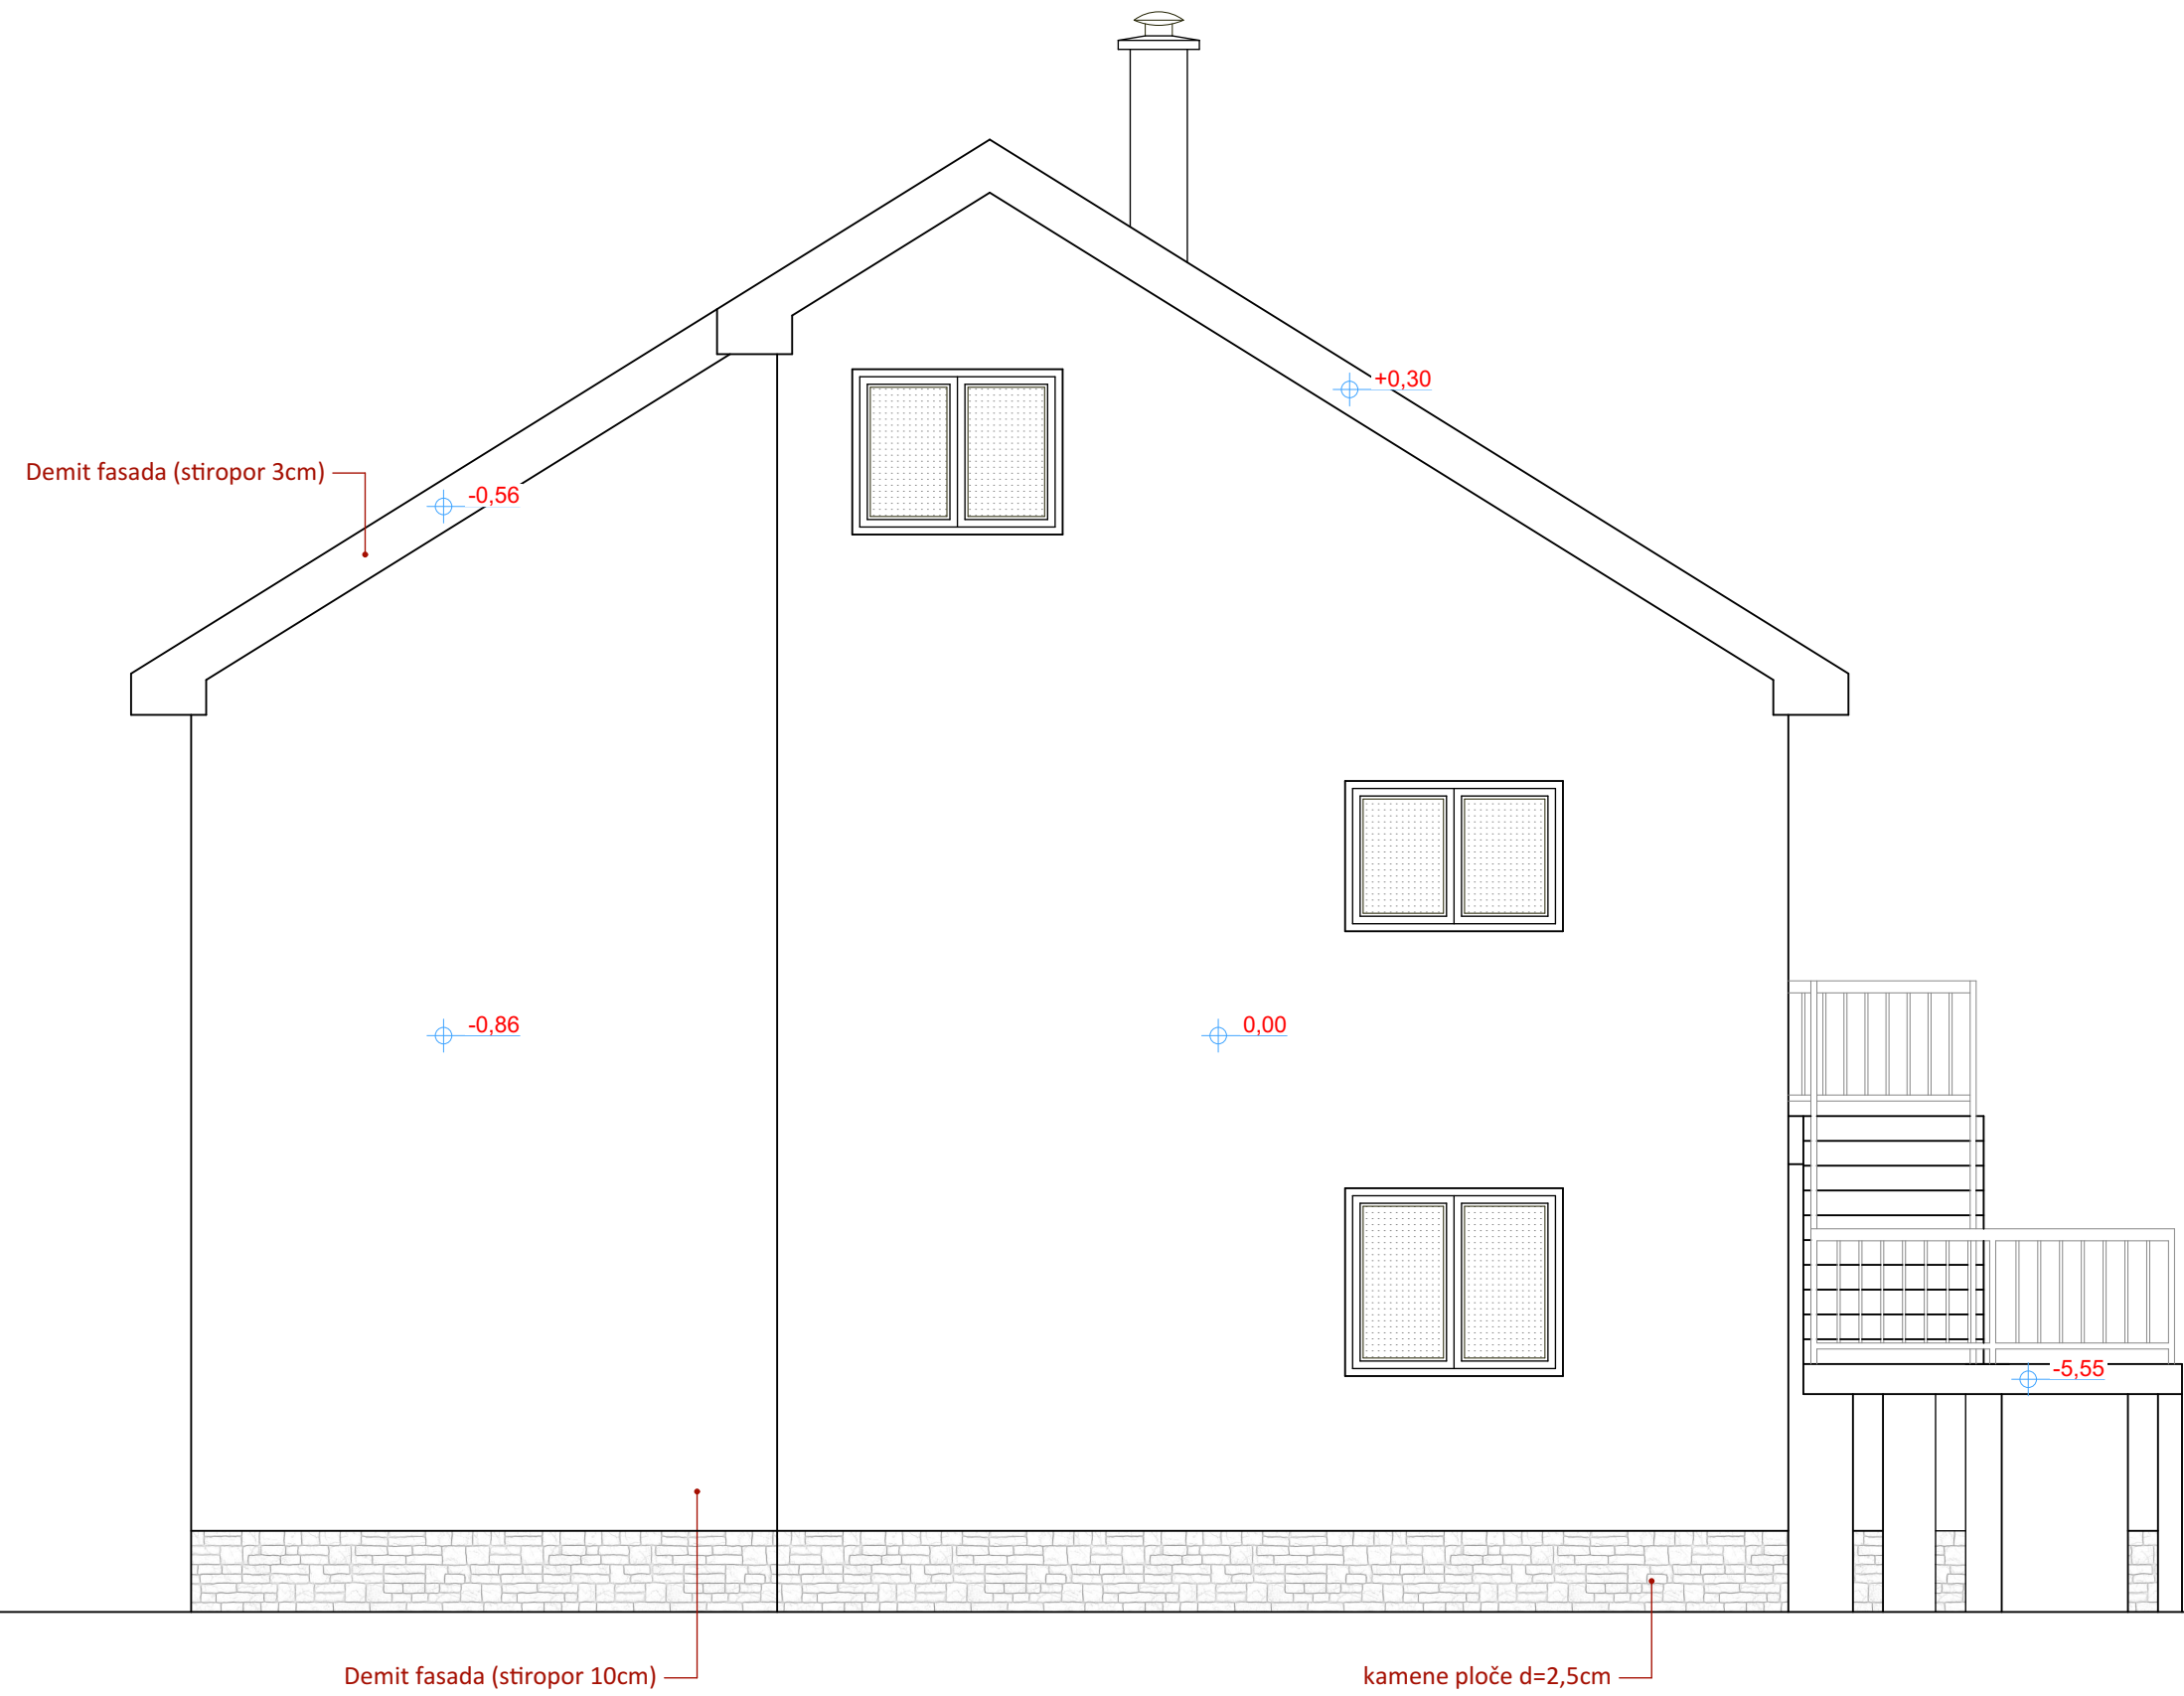 +0,30
Demit fasada (stiropor 3cm)
-0,56
-0,86
0,00
-5,55
Demit fasada (stiropor 10cm)
kamene ploče d=2,5cm